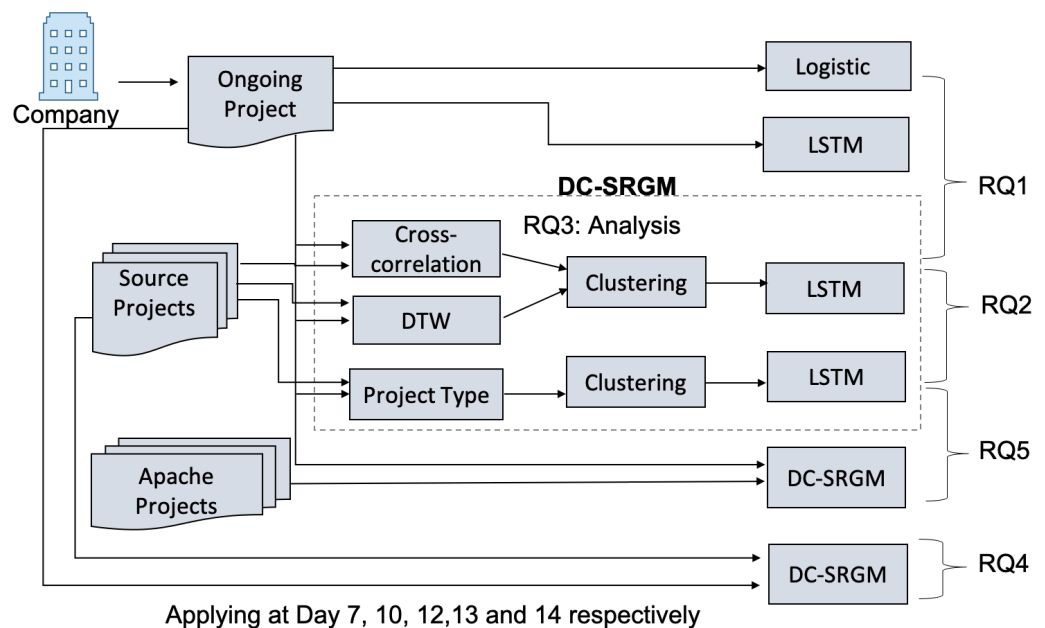 Company
Ongoing
Project
Logistic
LSTM
RQ1
DC-SRGM
RQ3: Analysis
Cross-
correlation
Clustering
LSTM
RQ2
Source
Projects
DTW
Project Type
Clustering
LSTM
RQ5
Apache
Projects
DC-SRGM
RQ4
DC-SRGM
Applying at Day 7, 10, 12,13 and 14 respectively